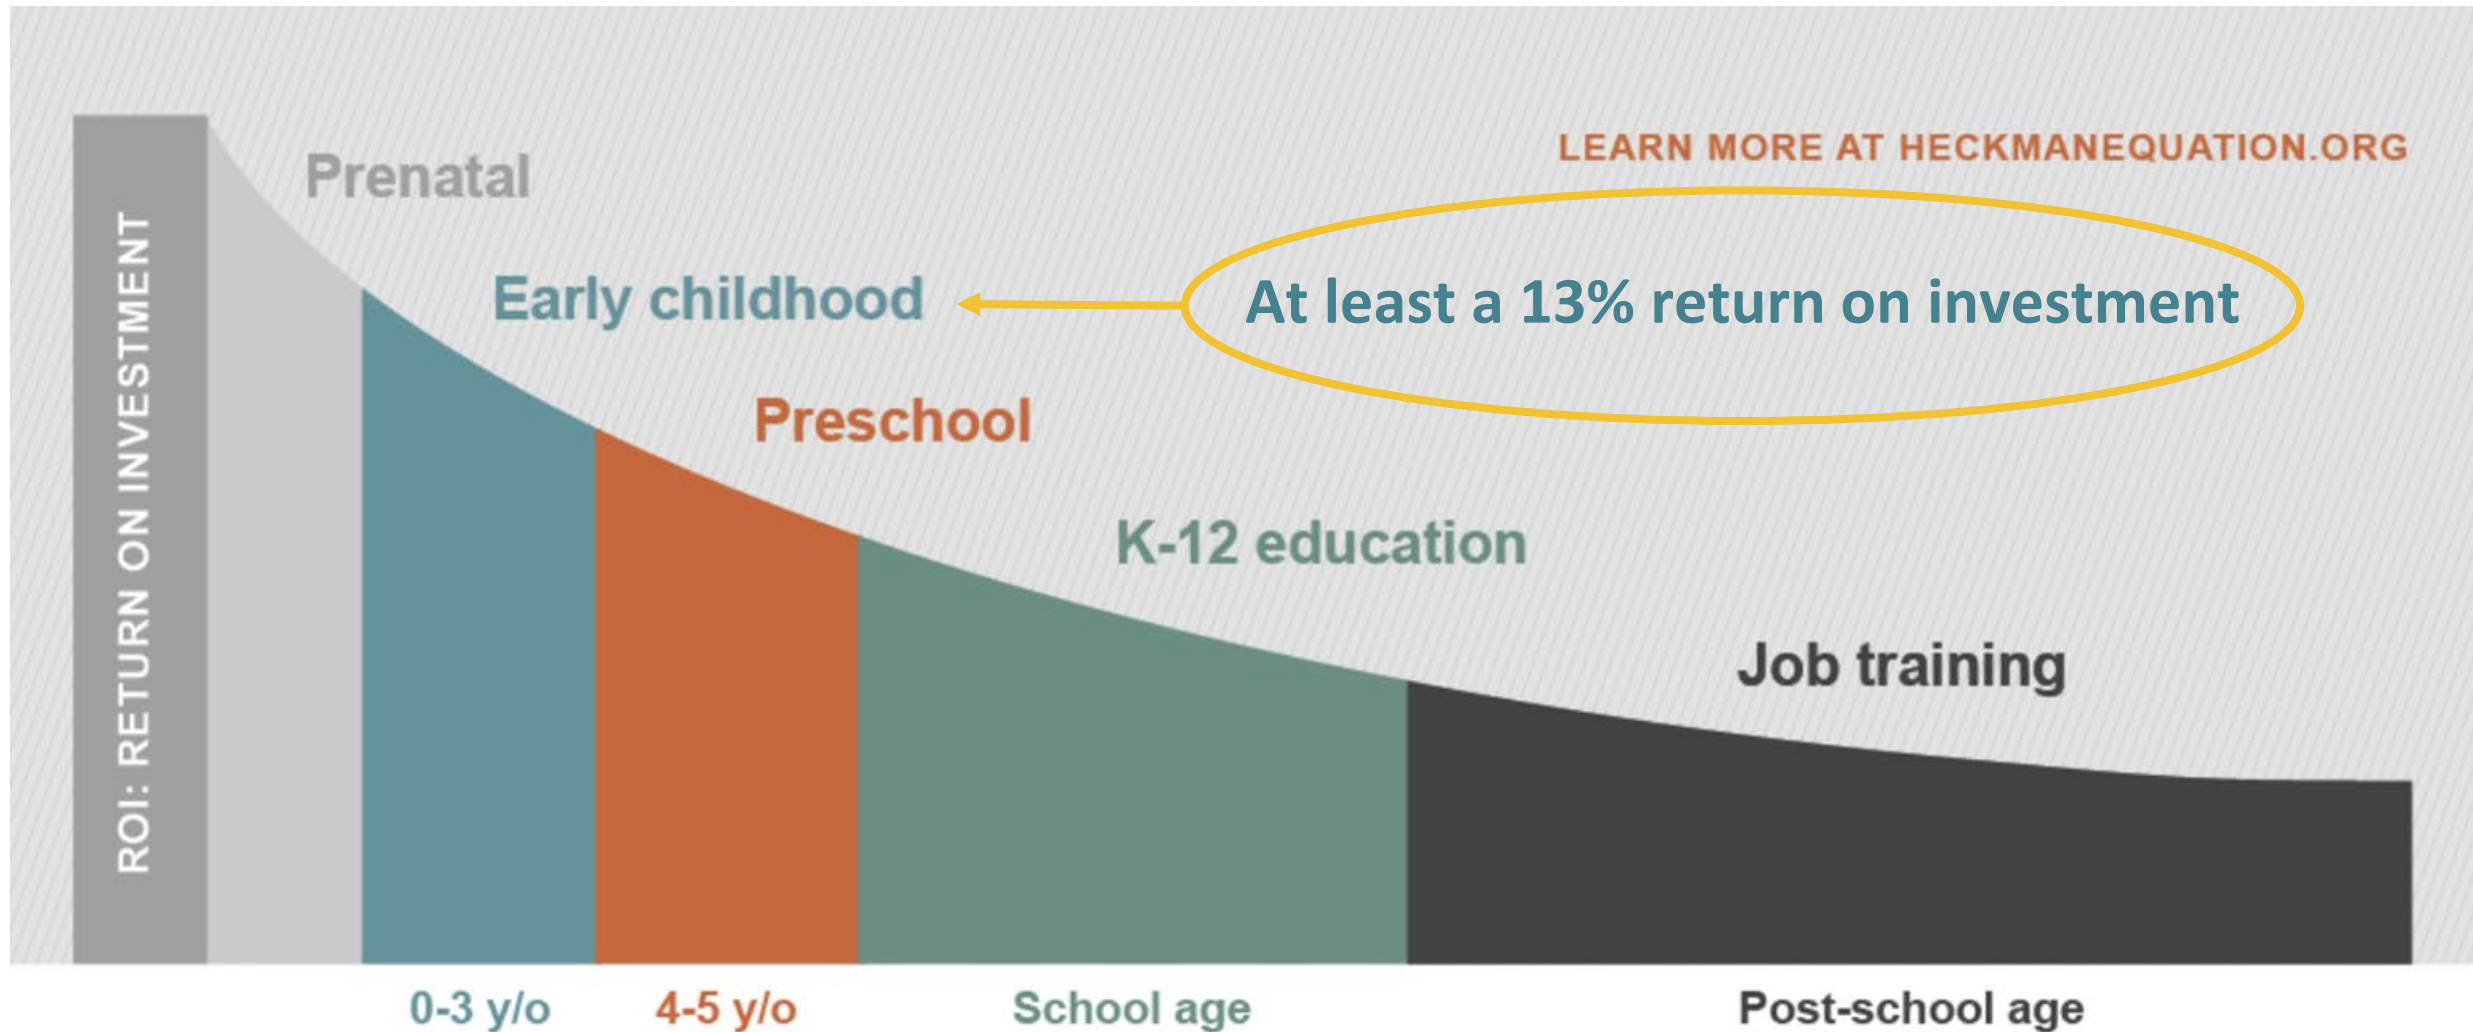 LEARN MORE AT HECKMANEQUATION.ORG
Prenatal
Early childhood
At least a 13% return on investment
Preschool
K-12 education
Job training
ROI: RETURN ON INVESTMENT
0-3 y/o
4-5 y/o
School age
Post-school age